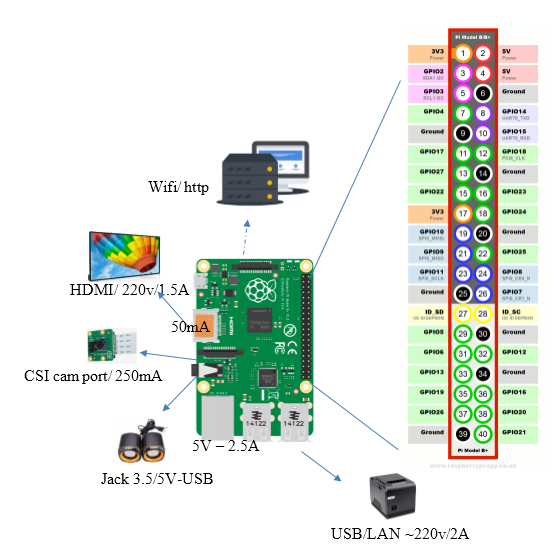 Pi Model B/B+
3V3 Power 1 2 5V Power
GPIO2 SDA1 I2C 3 4 5V Power
GPIO3 SCL1 I2C 5 6 Ground
GPIO4 7 8 GPIO14 UART0_TXD
Ground 9 10 GPIO15 UART0_RXD
GPIO17 11 12 GPIO18 PCM_CLK
GPIO27 13 14 Ground
GPIO22 15 16 GPIO23
3V3 Power 17 18 GPIO24
GPIO10 SPI0_MOSI 19 20 Ground
GPIO9 SPI0_MISO 21 22 GPIO25
GPIO11 SPI0_SCLK 23 24 GPIO8 SPI0_CE0_N
Ground 25 26 GPIO7 SPI0_CE1_N
ID_SD I2C ID EEPROM 27 28 ID_SC I2C ID EEPROM
GPIO5 29 30 Ground
GPIO6 31 32 GPIO12
GPIO13 33 34 Ground
GPIO19 35 36 GPIO16
GPIO26 37 38 GPIO20
Ground 39 40 GPIO21
Pi Model B+
www.raspberrypi-spy.co.uk
Wifi/ http
HDMI/ 220v/1.5A
50mA
HDMI
CSI cam port/ 250mA
FC
CE
14122
14122
5V – 2.5A
Jack 3.5/5V-USB
USB/LAN ~220v/2A